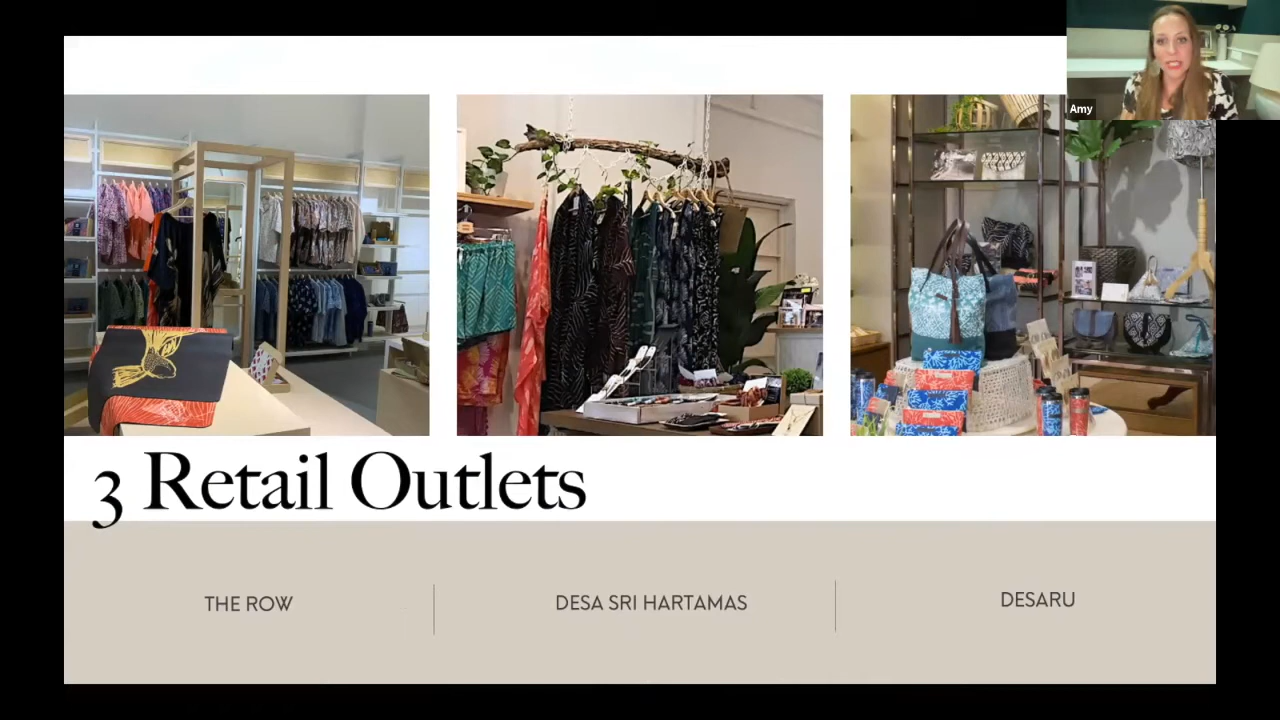 Amy
3 Retail Outlets
THE ROW
DESA SRI HARTAMAS
DESARU